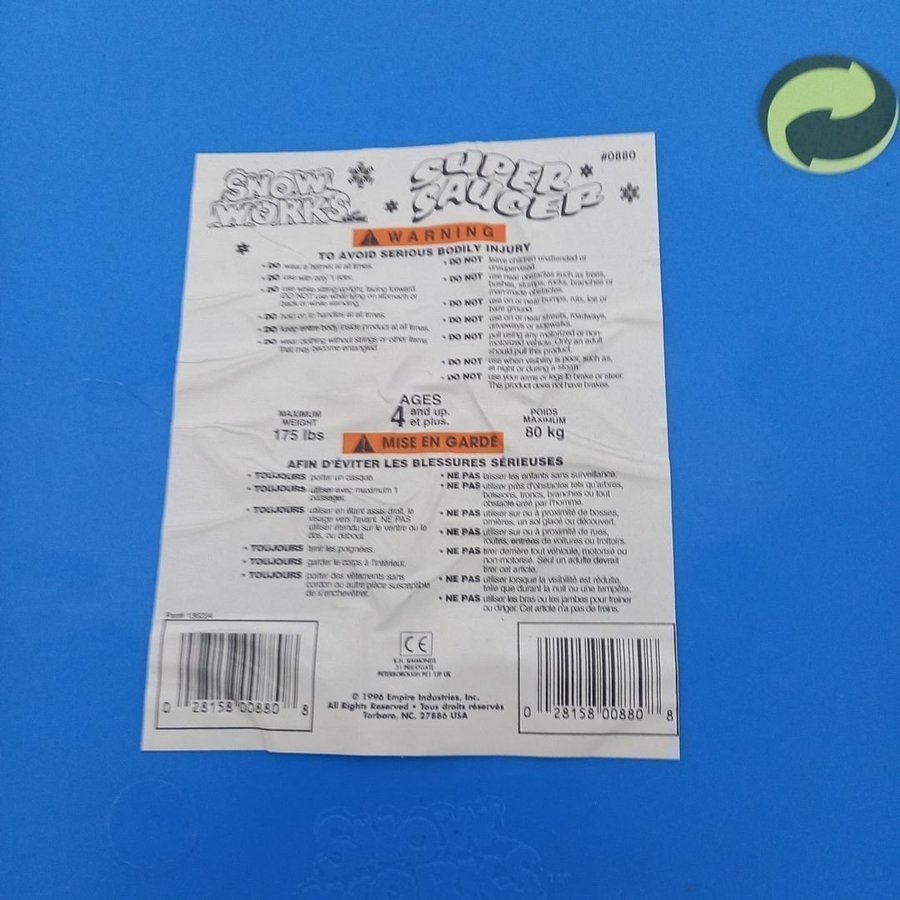 SNOW WORKS
SUPER SAUCER
#0880
WARNING
TO AVOID SERIOUS BODILY INJURY
• DO wear a helmet at all times.
• DO use with only 1 rider.
• DO use while sitting upright, facing forward.
DO NOT use while lying on stomach or
back or while standing.
• DO hold on to handles at all times.
• DO keep entire body inside product at all times.
• DO wear clothing without strings or other items
that may become entangled
• DO NOT leave children unattended or
unsupervised.
• DO NOT use near obstacles such as trees,
bushes, stumps, rocks, branches or
man-made obstacles.
• DO NOT use on or near bumps, ruts, ice or
bare ground.
• DO NOT use on or near streets, roadways,
driveways or sidewalks.
• DO NOT pull using any motorized or non-
motorized vehicle. Only an adult
should pull this product.
• DO NOT use when visibility is poor, such as,
at night or during a storm.
• DO NOT use your arms or legs to brake or steer.
This product does not have brakes.
MAXIMUM
WEIGHT
175 lbs
AGES
4 and up.
et plus.
POIDS
MAXIMUM
80 kg
MISE EN GARDE
AFIN D'ÉVITER LES BLESSURES SÉRIEUSES
• TOUJOURS porter un casque.
• TOUJOURS utiliser avec maximum 1
passager.
• TOUJOURS utiliser en étant assis droit, le
visage vers l'avant. NE PAS
utiliser étendu sur le ventre ou le
dos, ou debout.
• TOUJOURS tenir les poignées.
• TOUJOURS garder le corps à l'intérieur.
• TOUJOURS porter des vêtements sans
cordon ou autre pièce susceptible
de s'enchevêtrer.
• NE PAS laisser les enfants sans surveillance.
• NE PAS utiliser près d'obstacles tels qu'arbres,
buissons, troncs, branches ou tout
obstacle créé par l'homme.
• NE PAS utiliser sur ou à proximité de bosses,
ornières, un sol glacé ou découvert.
• NE PAS utiliser sur ou à proximité de rues,
routes, entrées de voitures ou trottoirs.
• NE PAS tirer derrière tout véhicule, motorisé ou
non-motorisé. Seul un adulte devrait
tirer cet article.
• NE PAS utiliser lorsque la visibilité est réduite,
telle que durant la nuit ou une tempête.
• NE PAS utiliser les bras ou les jambes pour freiner
ou diriger. Cet article n'a pas de freins.
Part# 136224
0 28158 00880 8
CE
K.H. SIMMONDS
31 PRIESTGATE
PETERBOROUGH PE1 1JP UK
© 1996 Empire Industries, Inc.
All Rights Reserved • Tous droits réservés
Tarboro, NC. 27886 USA
0 28158 00880 8
SNOW
WORKS™